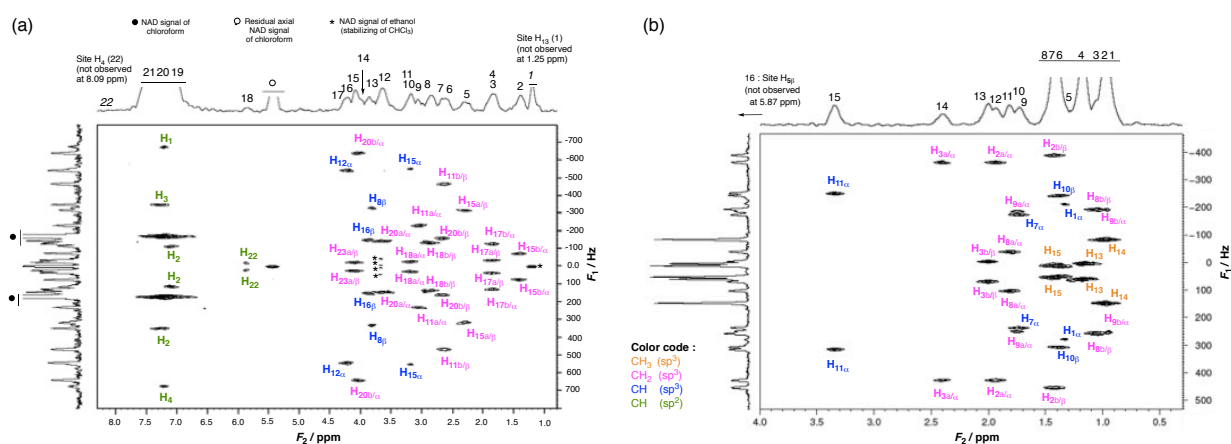 (a)
● NAD signal of chloroform
Residual axial NAD signal of chloroform
* NAD signal of ethanol (stabilizing of CHCl3)
Site H4 (22) (not observed at 8.09 ppm)
Site H13 (1) (not observed at 1.25 ppm)
22 21 20 19 18 17 16 15 14 13 12 11 10 9 8 7 6 5 4 3 2 1
H1
H20b/α
H12α
H15α
H11b/β
H3
H8β
H11a/α
H15a/β
H16β
H20a/α
H20b/β
H17b/α
H2
H22
H23a/β
H18a/α
H18b/β
H17a/β
H15b/α
H2
H22
H23a/β
H18a/α
H18b/β
H17a/β
H15b/α
H16β
H20a/α
H20b/β
H17b/α
H2
H8β
H11a/α
H15a/β
H12α
H15α
H11b/β
H4
H20b/α
-700
-600
-500
-400
-300
-200
-100
0.0
100
200
300
400
500
600
700
F1 / Hz
8.0 7.5 7.0 6.5 6.0 5.5 5.0 4.5 4.0 3.5 3.0 2.5 2.0 1.5 1.0
F2 / ppm
(b)
16 : Site H5β (not observed at 5.87 ppm)
15 14 13 12 11 10 9 8 7 6 5 4 3 2 1
H3a/α
H2a/α
H2b/β
H11α
H10β
H9a/α
H7α
H1α
H8b/β
H9b/α
H8a/α
H3b/β
H15
H13
H14
H3b/β
H8a/α
H15
H13
H14
H7α
H9a/α
H1α
H10β
H9b/α
H8b/β
H11α
H3a/α
H2a/α
H2b/β
Color code :
CH3 (sp3)
CH2 (sp3)
CH (sp3)
CH (sp2)
-400
-300
-200
-100
0.0
100
200
300
400
500
F1 / Hz
4.0 3.5 3.0 2.5 2.0 1.5 1.0 0.5
F2 / ppm